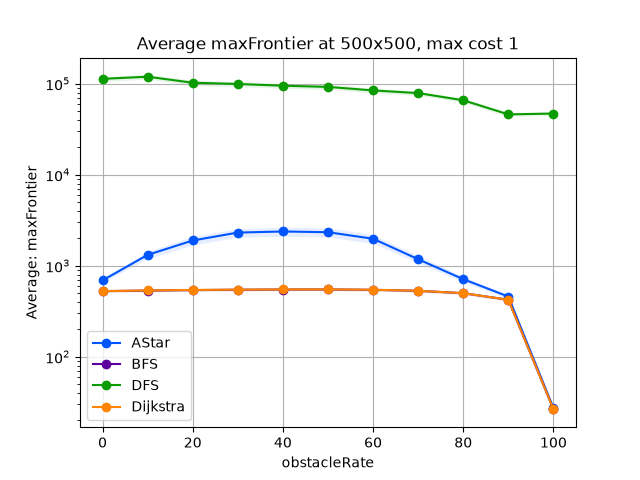 Average maxFrontier at 500x500, max cost 1
10^5
10^4
10^3
10^2
Average: maxFrontier
AStar
BFS
DFS
Dijkstra
0 20 40 60 80 100
obstacleRate